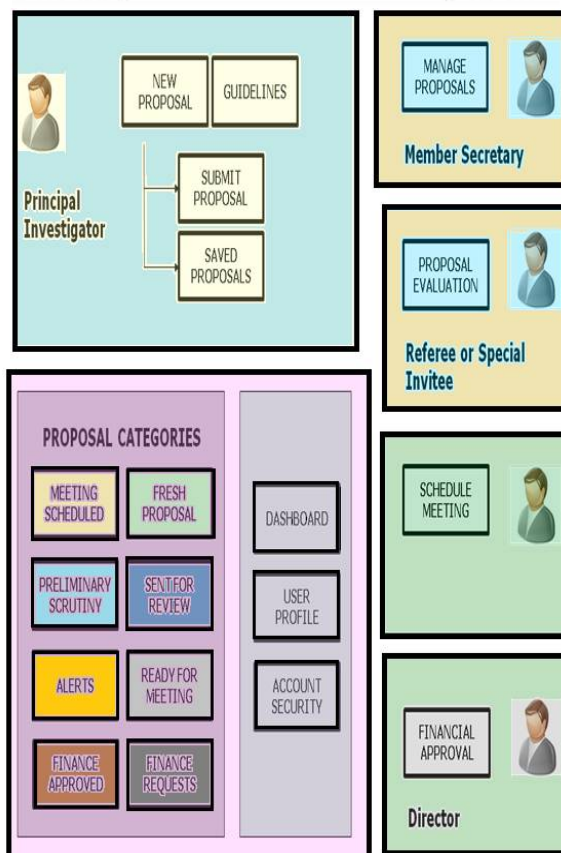 NEW
PROPOSAL
GUIDELINES
SUBMIT
PROPOSAL
SAVED
PROPOSALS
Principal
Investigator
MANAGE
PROPOSALS
Member Secretary
PROPOSAL
EVALUATION
Referee or Special
Invitee
PROPOSAL CATEGORIES
MEETING
SCHEDULED
FRESH
PROPOSAL
PRELIMINARY
SCRUTINY
SENT FOR
REVIEW
ALERTS
READY FOR
MEETING
FINANCE
APPROVED
FINANCE
REQUESTS
DASHBOARD
USER
PROFILE
ACCOUNT
SECURITY
SCHEDULE
MEETING
FINANCIAL
APPROVAL
Director